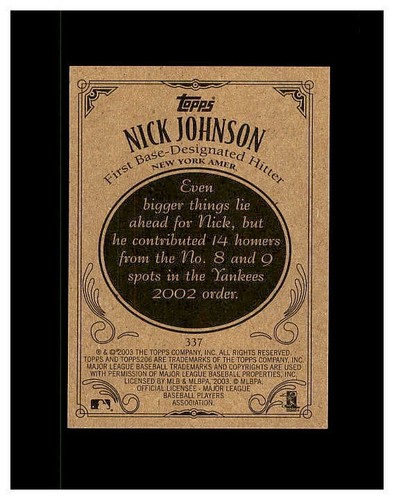 Topps
NICK JOHNSON
First Base-Designated Hitter
NEW YORK AMER.
Even
bigger things lie
ahead for Nick, but
he contributed 14 homers
from the No. 8 and 9
spots in the Yankees
2002 order.
337
® & © 2003 THE TOPPS COMPANY, INC. ALL RIGHTS RESERVED.
TOPPS AND TOPPS206 ARE TRADEMARKS OF THE TOPPS COMPANY, INC.
MAJOR LEAGUE BASEBALL TRADEMARKS AND COPYRIGHTS ARE USED
WITH PERMISSION OF MAJOR LEAGUE BASEBALL PROPERTIES, INC.
LICENSED BY MLB & MLBPA, 2003. © MLBPA.
OFFICIAL LICENSEE - MAJOR LEAGUE
BASEBALL PLAYERS
ASSOCIATION.